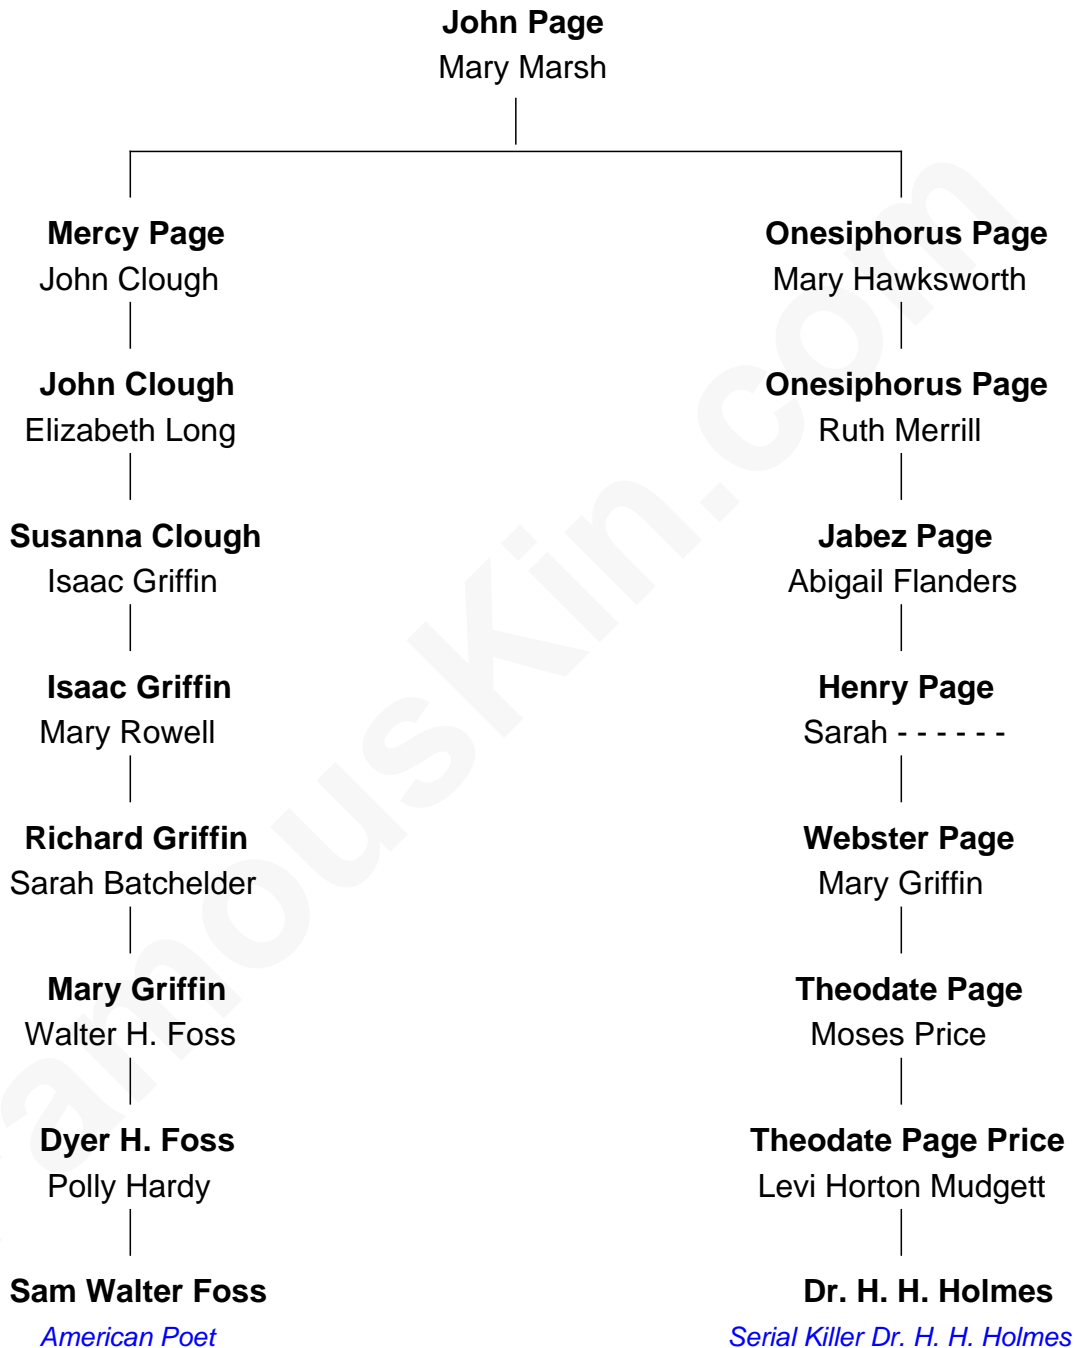 John Page
Mary Marsh
Mercy Page
John Clough
Onesiphorus Page
Mary Hawksworth
John Clough
Elizabeth Long
Onesiphorus Page
Ruth Merrill
Susanna Clough
Isaac Griffin
Jabez Page
Abigail Flanders
Isaac Griffin
Mary Rowell
Henry Page
Sarah - - - - - -
Richard Griffin
Sarah Batchelder
Webster Page
Mary Griffin
Mary Griffin
Walter H. Foss
Theodate Page
Moses Price
Dyer H. Foss
Polly Hardy
Theodate Page Price
Levi Horton Mudgett
Sam Walter Foss
American Poet
Dr. H. H. Holmes
Serial Killer Dr. H. H. Holmes
amousKin.com